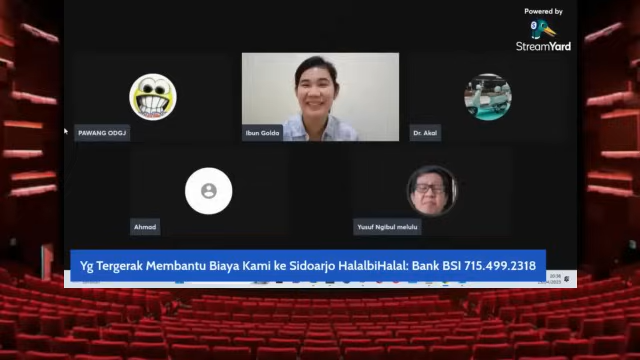 Powered by
StreamYard
PAWANG ODGJ
Ibun Golda
Dr. Akal
Ahmad
Yusuf Ngibul melulu
Yg Tergerak Membantu Biaya Kami ke Sidoarjo HalalbiHalal: Bank BSI 715.499.2318